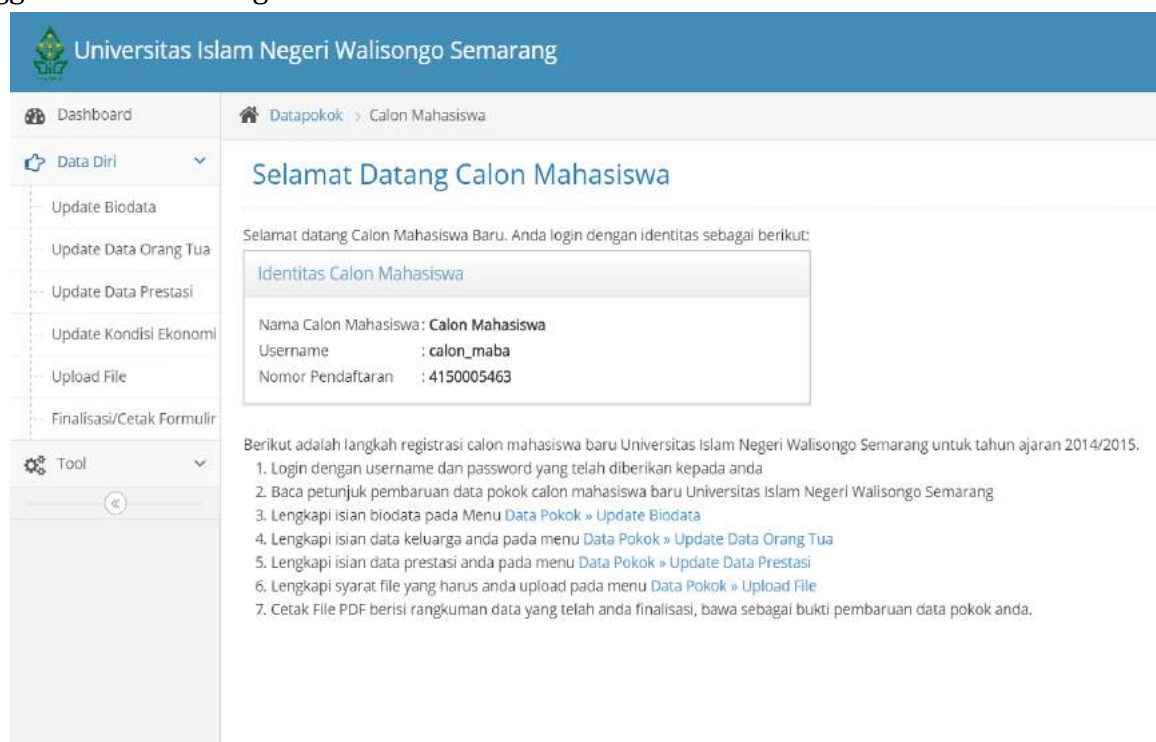 Universitas Islam Negeri Walisongo Semarang
Dashboard
Data Diri
Update Biodata
Update Data Orang Tua
Update Data Prestasi
Update Kondisi Ekonomi
Upload File
Finalisasi/Cetak Formulir
Tool
Datapokok > Calon Mahasiswa
Selamat Datang Calon Mahasiswa
Selamat datang Calon Mahasiswa Baru. Anda login dengan identitas sebagai berikut:
Identitas Calon Mahasiswa
Nama Calon Mahasiswa : Calon Mahasiswa
Username : calon_maba
Nomor Pendaftaran : 4150005463
Berikut adalah langkah registrasi calon mahasiswa baru Universitas Islam Negeri Walisongo Semarang untuk tahun ajaran 2014/2015.
1. Login dengan username dan password yang telah diberikan kepada anda
2. Baca petunjuk pembaruan data pokok calon mahasiswa baru Universitas Islam Negeri Walisongo Semarang
3. Lengkapi isian biodata pada Menu Data Pokok » Update Biodata
4. Lengkapi isian data keluarga anda pada menu Data Pokok » Update Data Orang Tua
5. Lengkapi isian data prestasi anda pada menu Data Pokok » Update Data Prestasi
6. Lengkapi syarat file yang harus anda upload pada menu Data Pokok » Upload File
7. Cetak File PDF berisi rangkuman data yang telah anda finalisasi, bawa sebagai bukti pembaruan data pokok anda.